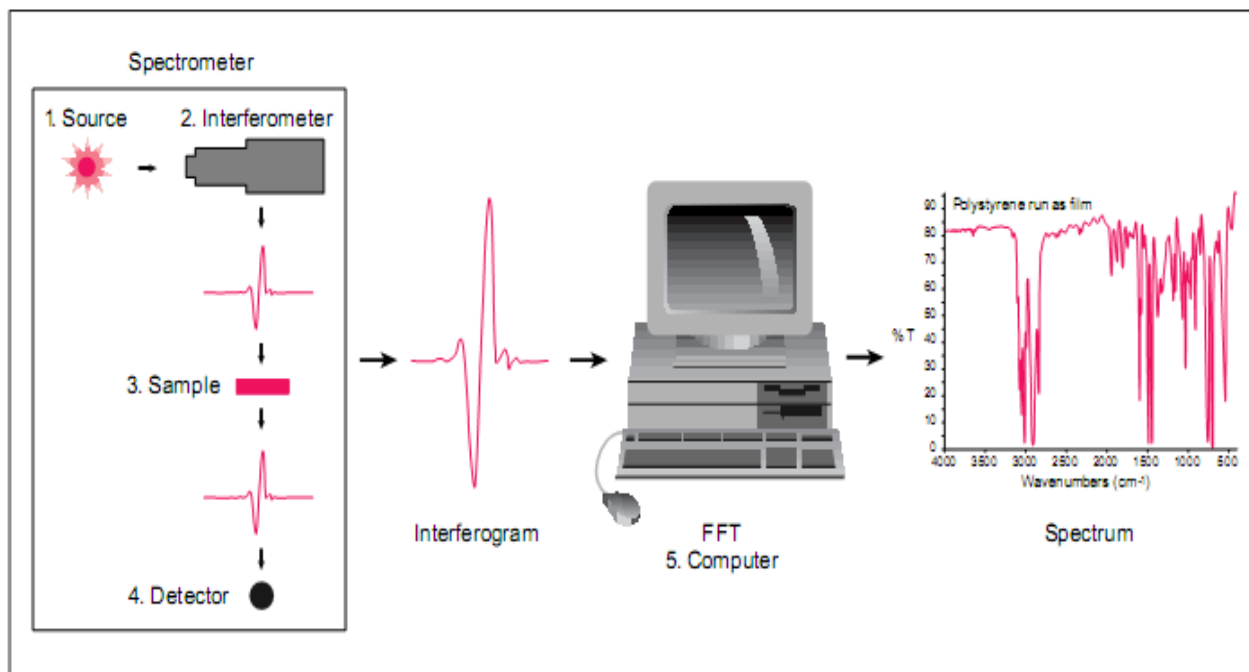 Spectrometer
1. Source
2. Interferometer
3. Sample
4. Detector
Interferogram
FFT
5. Computer
Polystyrene run as film
90
80
70
60
50
% T
40
30
20
10
0
4000 3500 3000 2500 2000 1500 1000 500
Wavenumbers (cm-1)
Spectrum